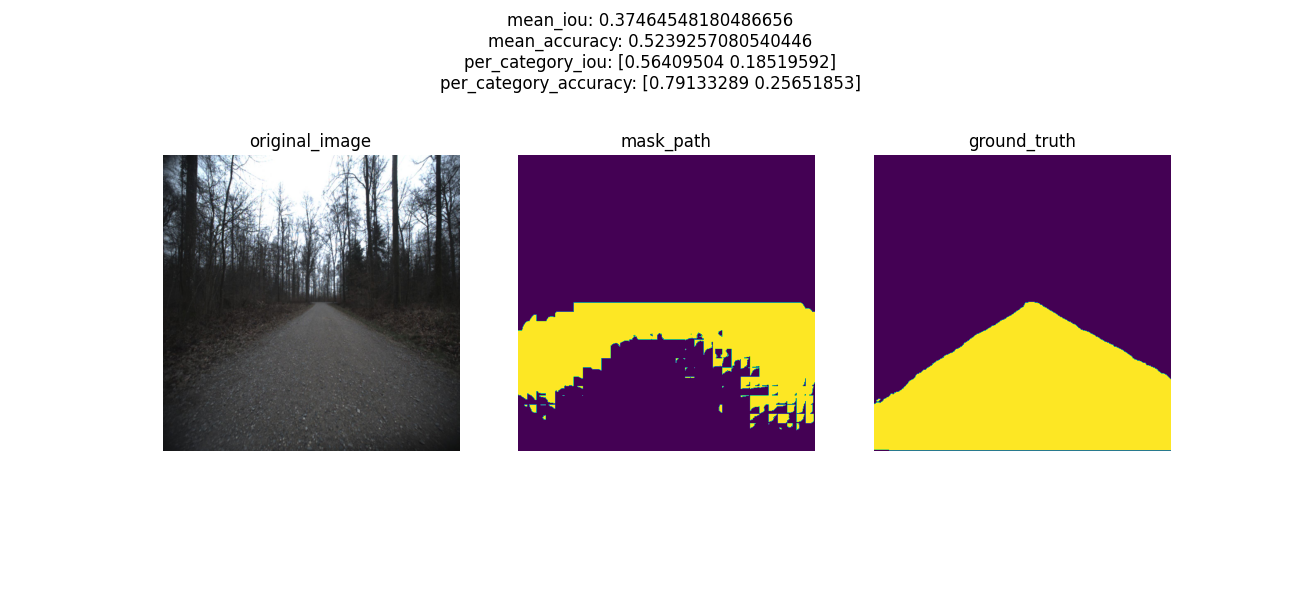 mean_iou: 0.37464548180486656
mean_accuracy: 0.5239257080540446
per_category_iou: [0.56409504 0.18519592]
per_category_accuracy: [0.79133289 0.25651853]
original_image
mask_path
ground_truth